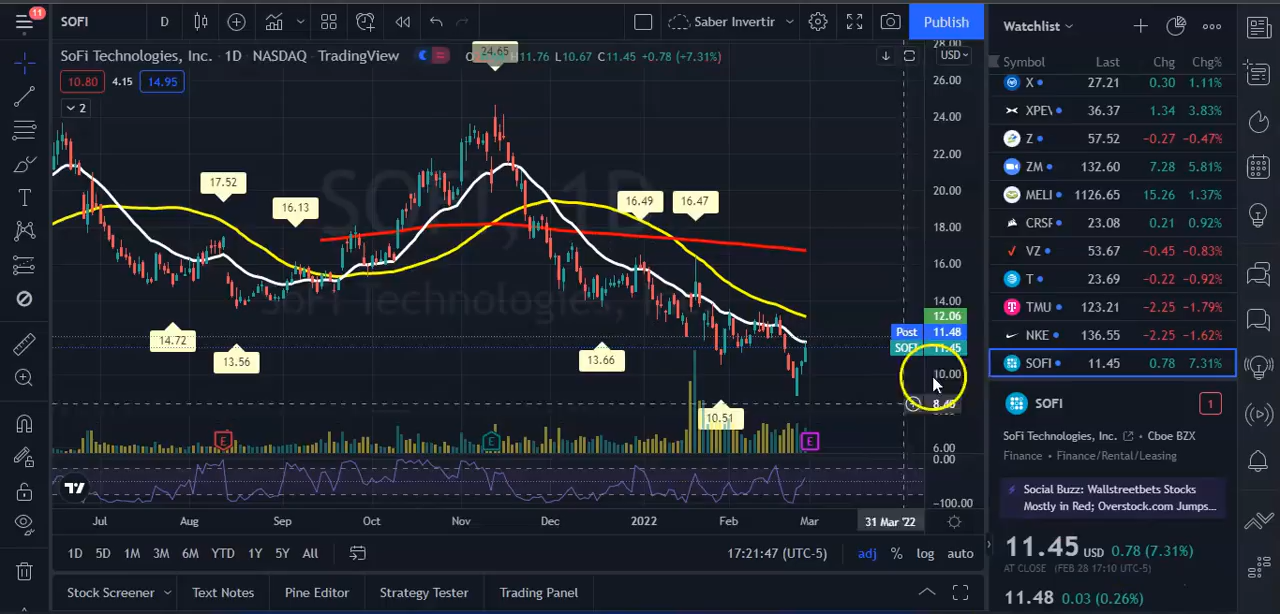 11
SOFI
D
Saber Invertir
Publish
SoFi Technologies, Inc. · 1D · NASDAQ · TradingView
H11.76 L10.67 C11.45 +0.78 (+7.31%)
USD
10.80 4.15 14.95
2
24.65
17.52
16.13
16.49
16.47
14.72
13.56
13.66
10.51
SOFI, 1D
SoFi Technologies,
28.00
26.00
24.00
22.00
20.00
18.00
16.00
14.00
12.06
Post 11.48
SOFI 11.45
10.00
6.00
0.00
-100.00
E
E
E
Jul Aug Sep Oct Nov Dec 2022 Feb Mar 31 Mar '22
1D 5D 1M 3M 6M YTD 1Y 5Y All
17:21:47 (UTC-5) adj % log auto
Stock Screener Text Notes Pine Editor Strategy Tester Trading Panel
Watchlist
Symbol Last Chg Chg%
X 27.21 0.30 1.11%
XPEV 36.37 1.34 3.83%
Z 57.52 -0.27 -0.47%
ZM 132.60 7.28 5.81%
MELI 1126.65 15.26 1.37%
CRSF 23.08 0.21 0.92%
VZ 53.67 -0.45 -0.83%
T 23.69 -0.22 -0.92%
TMU 123.21 -2.25 -1.79%
NKE 136.55 -2.25 -1.62%
SOFI 11.45 0.78 7.31%
SOFI
1
SoFi Technologies, Inc. · Cboe BZX
Finance · Finance/Rental/Leasing
Social Buzz: Wallstreetbets Stocks
Mostly in Red; Overstock.com Jumps...
11.45 USD 0.78 (7.31%)
AT CLOSE (FEB 28 17:10 UTC-5)
11.48 0.03 (0.26%)